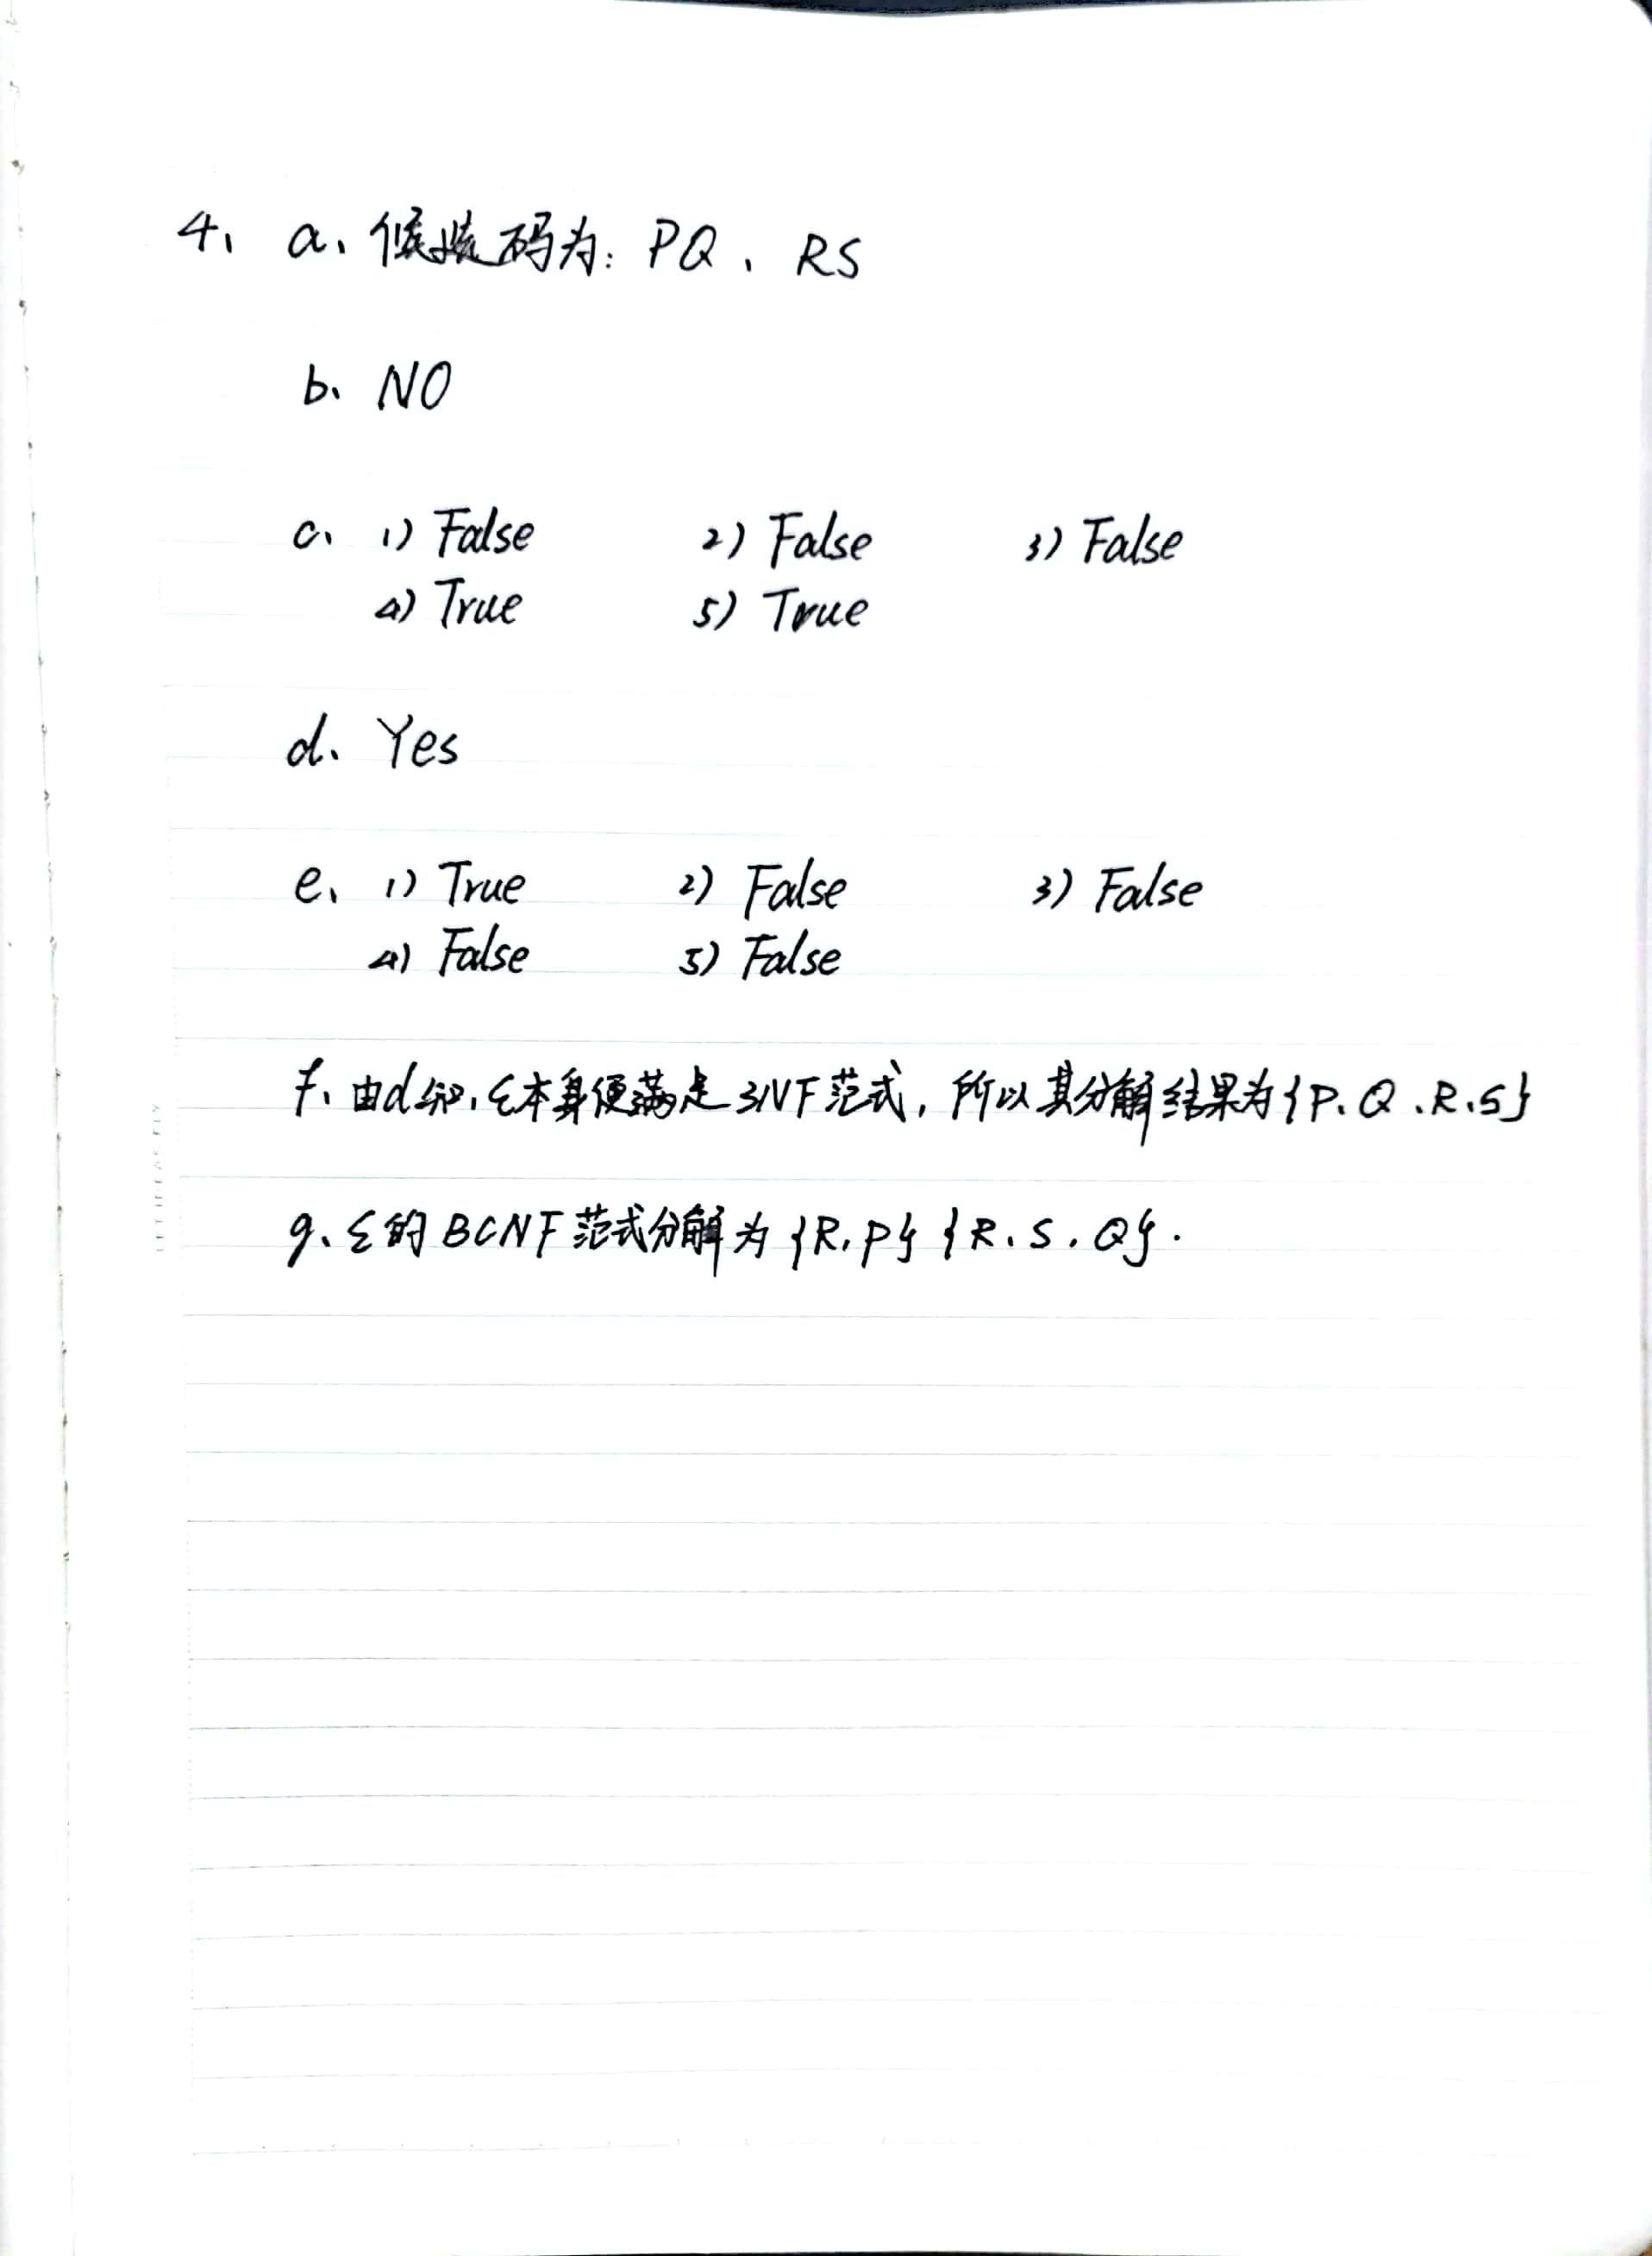 4、 a、候选码为: PQ 、 RS
b、 NO
c、 1) False 2) False 3) False
4) True 5) True
d、 Yes
e、 1) True 2) False 3) False
4) False 5) False
f、由d知,ξ本身便满足3NF范式,所以其分解结果为{P、Q、R、S}
g、ξ的BCNF范式分解为{R、P}{R、S、Q}.